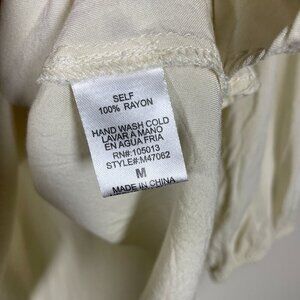 SELF
100% RAYON
HAND WASH COLD
LAVAR A MANO
EN AGUA FRIA
RN#:105013
STYLE#:M47062
M
MADE IN CHINA